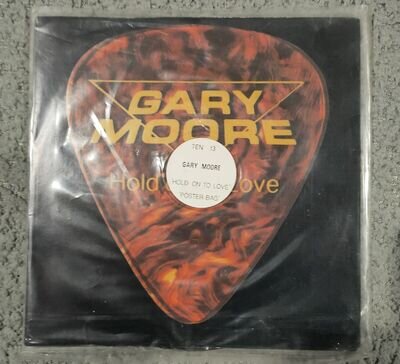 GARY
MOORE
Hold Love
TEN 13
GARY MOORE
HOLD ON TO LOVE
"POSTER BAG"